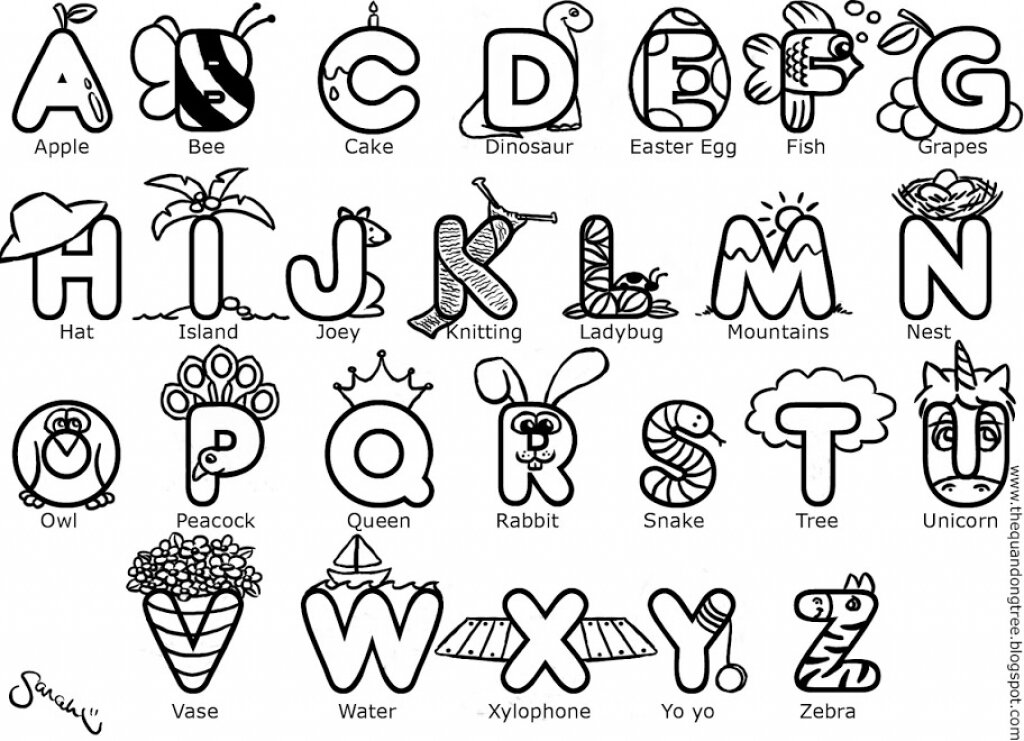 A B C D E F G
Apple Bee Cake Dinosaur Easter Egg Fish Grapes
H I J K L M N
Hat Island Joey Knitting Ladybug Mountains Nest
O P Q R S T U
Owl Peacock Queen Rabbit Snake Tree Unicorn
V W X Y Z
Vase Water Xylophone Yo yo Zebra
Sarah
www.thequandongtree.blogspot.com